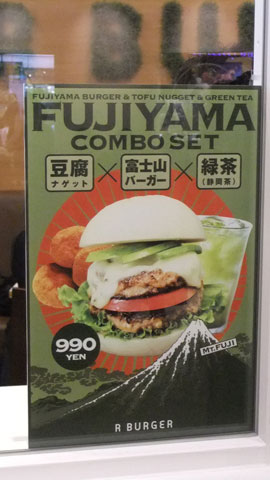 FUJIYAMA BURGER & TOFU NUGGET & GREEN TEA
FUJIYAMA
COMBO SET
豆腐
ナゲット
×
富士山
バーガー
×
緑茶
(静岡茶)
990
YEN
Mt.FUJI
R BURGER